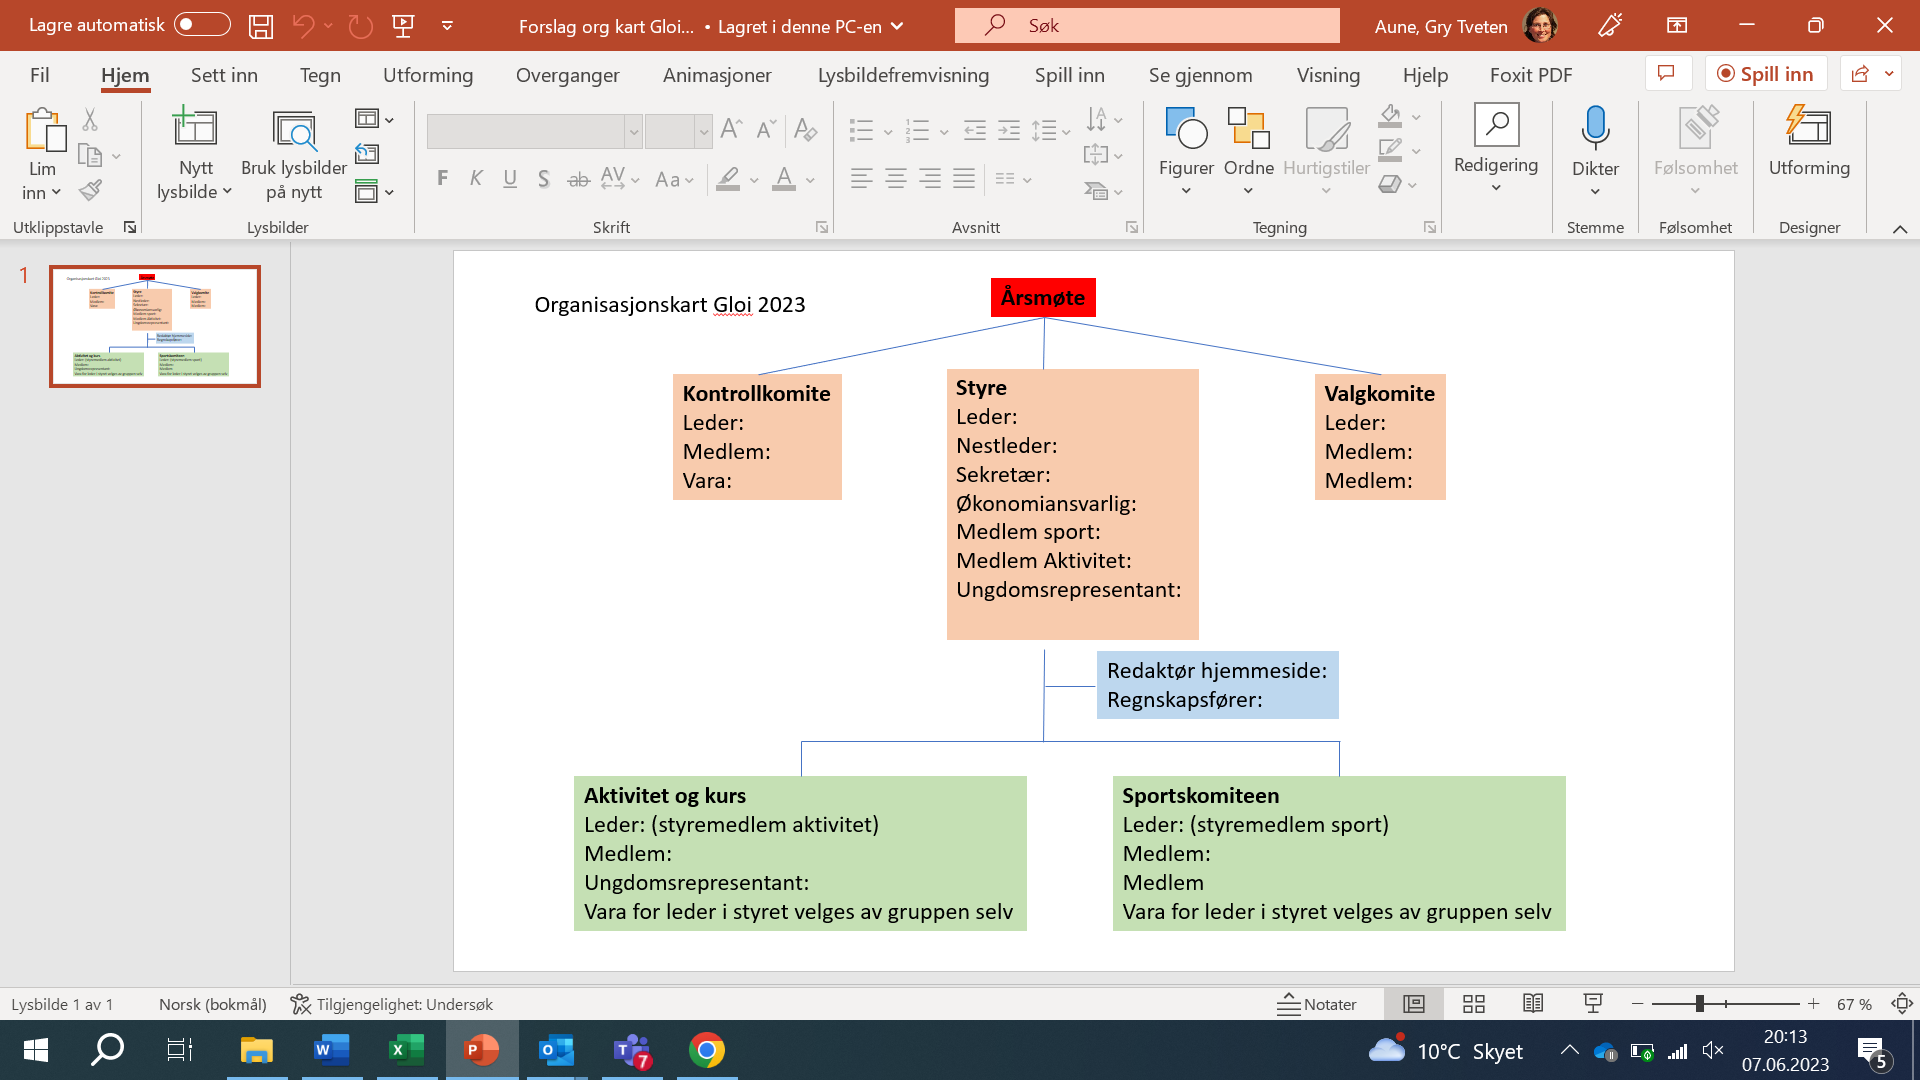 Lagre automatisk
Forslag org kart Gloi... • Lagret i denne PC-en
Søk
Aune, Gry Tveten
Fil
Hjem
Sett inn
Tegn
Utforming
Overganger
Animasjoner
Lysbildefremvisning
Spill inn
Se gjennom
Visning
Hjelp
Foxit PDF
Spill inn
Lim
inn
Nytt
lysbilde
Bruk lysbilder
på nytt
F K U S ab AV Aa A
Figurer
Ordne
Hurtigstiler
Redigering
Dikter
Følsomhet
Utforming
Utklippstavle
Lysbilder
Skrift
Avsnitt
Tegning
Stemme
Følsomhet
Designer
1
Organisasjonskart Gloi 2023
Årsmøte
Kontrollkomite
Leder:
Medlem:
Vara:
Styre
Leder:
Nestleder:
Sekretær:
Økonomiansvarlig:
Medlem sport:
Medlem Aktivitet:
Ungdomsrepresentant:
Valgkomite
Leder:
Medlem:
Medlem:
Redaktør hjemmeside:
Regnskapsfører:
Aktivitet og kurs
Leder: (styremedlem aktivitet)
Medlem:
Ungdomsrepresentant:
Vara for leder i styret velges av gruppen selv
Sportskomiteen
Leder: (styremedlem sport)
Medlem:
Medlem
Vara for leder i styret velges av gruppen selv
Lysbilde 1 av 1
Norsk (bokmål)
Tilgjengelighet: Undersøk
Notater
67 %
10°C Skyet
20:13
07.06.2023
5
7